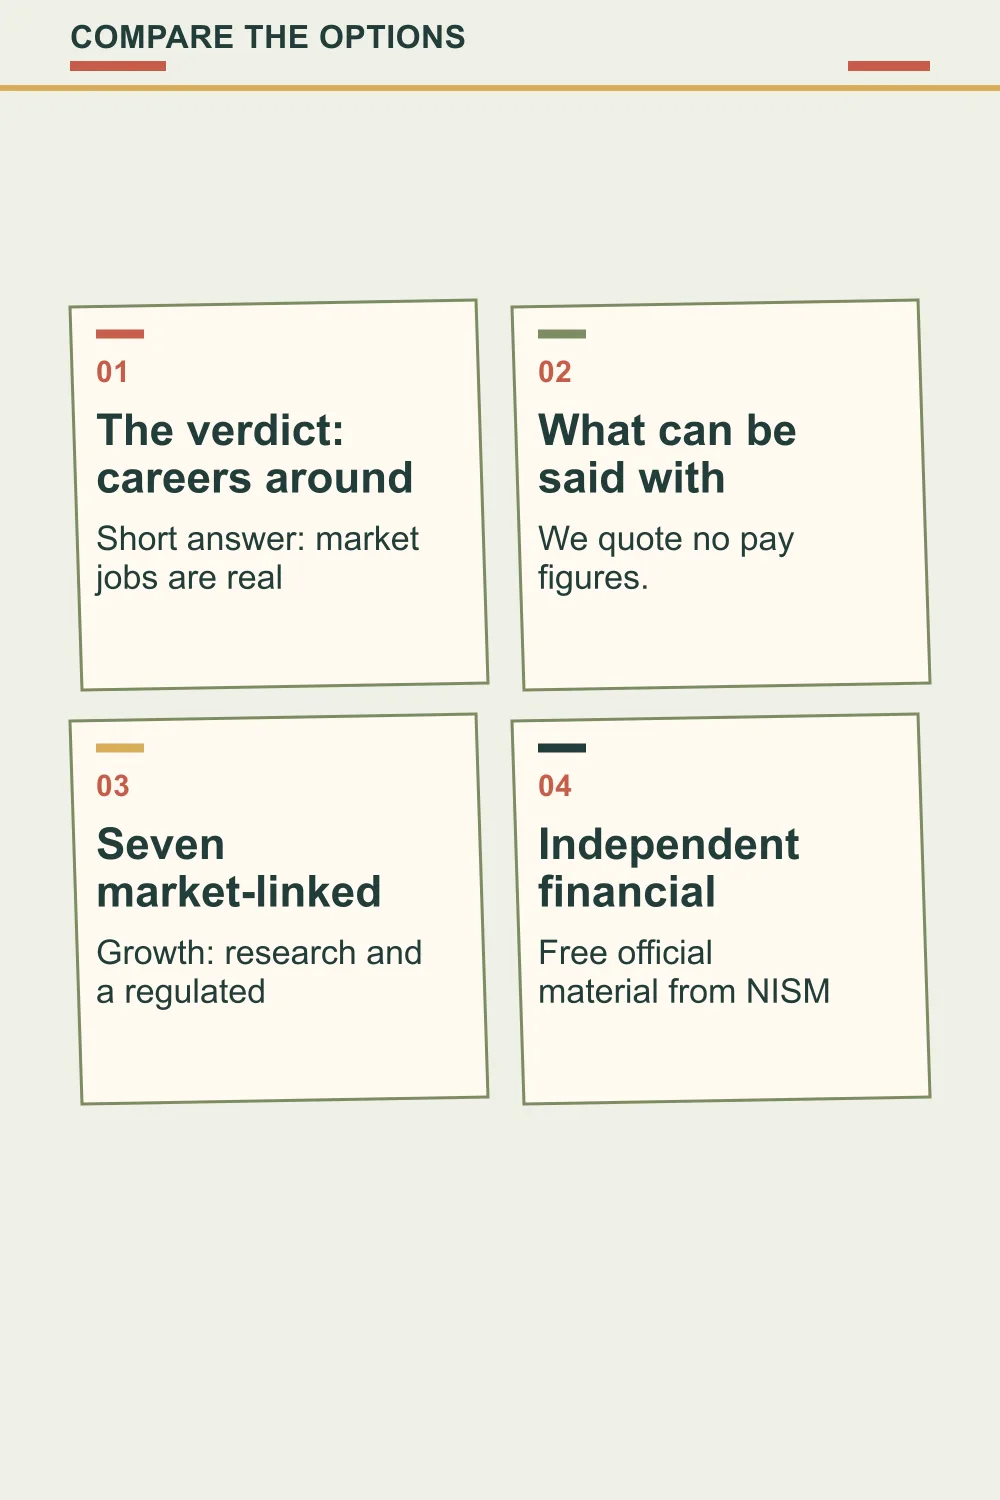 COMPARE THE OPTIONS
01
The verdict:
careers around
Short answer: market
jobs are real
02
What can be
said with
We quote no pay
figures.
03
Seven
market-linked
Growth: research and
a regulated
04
Independent
financial
Free official
material from NISM